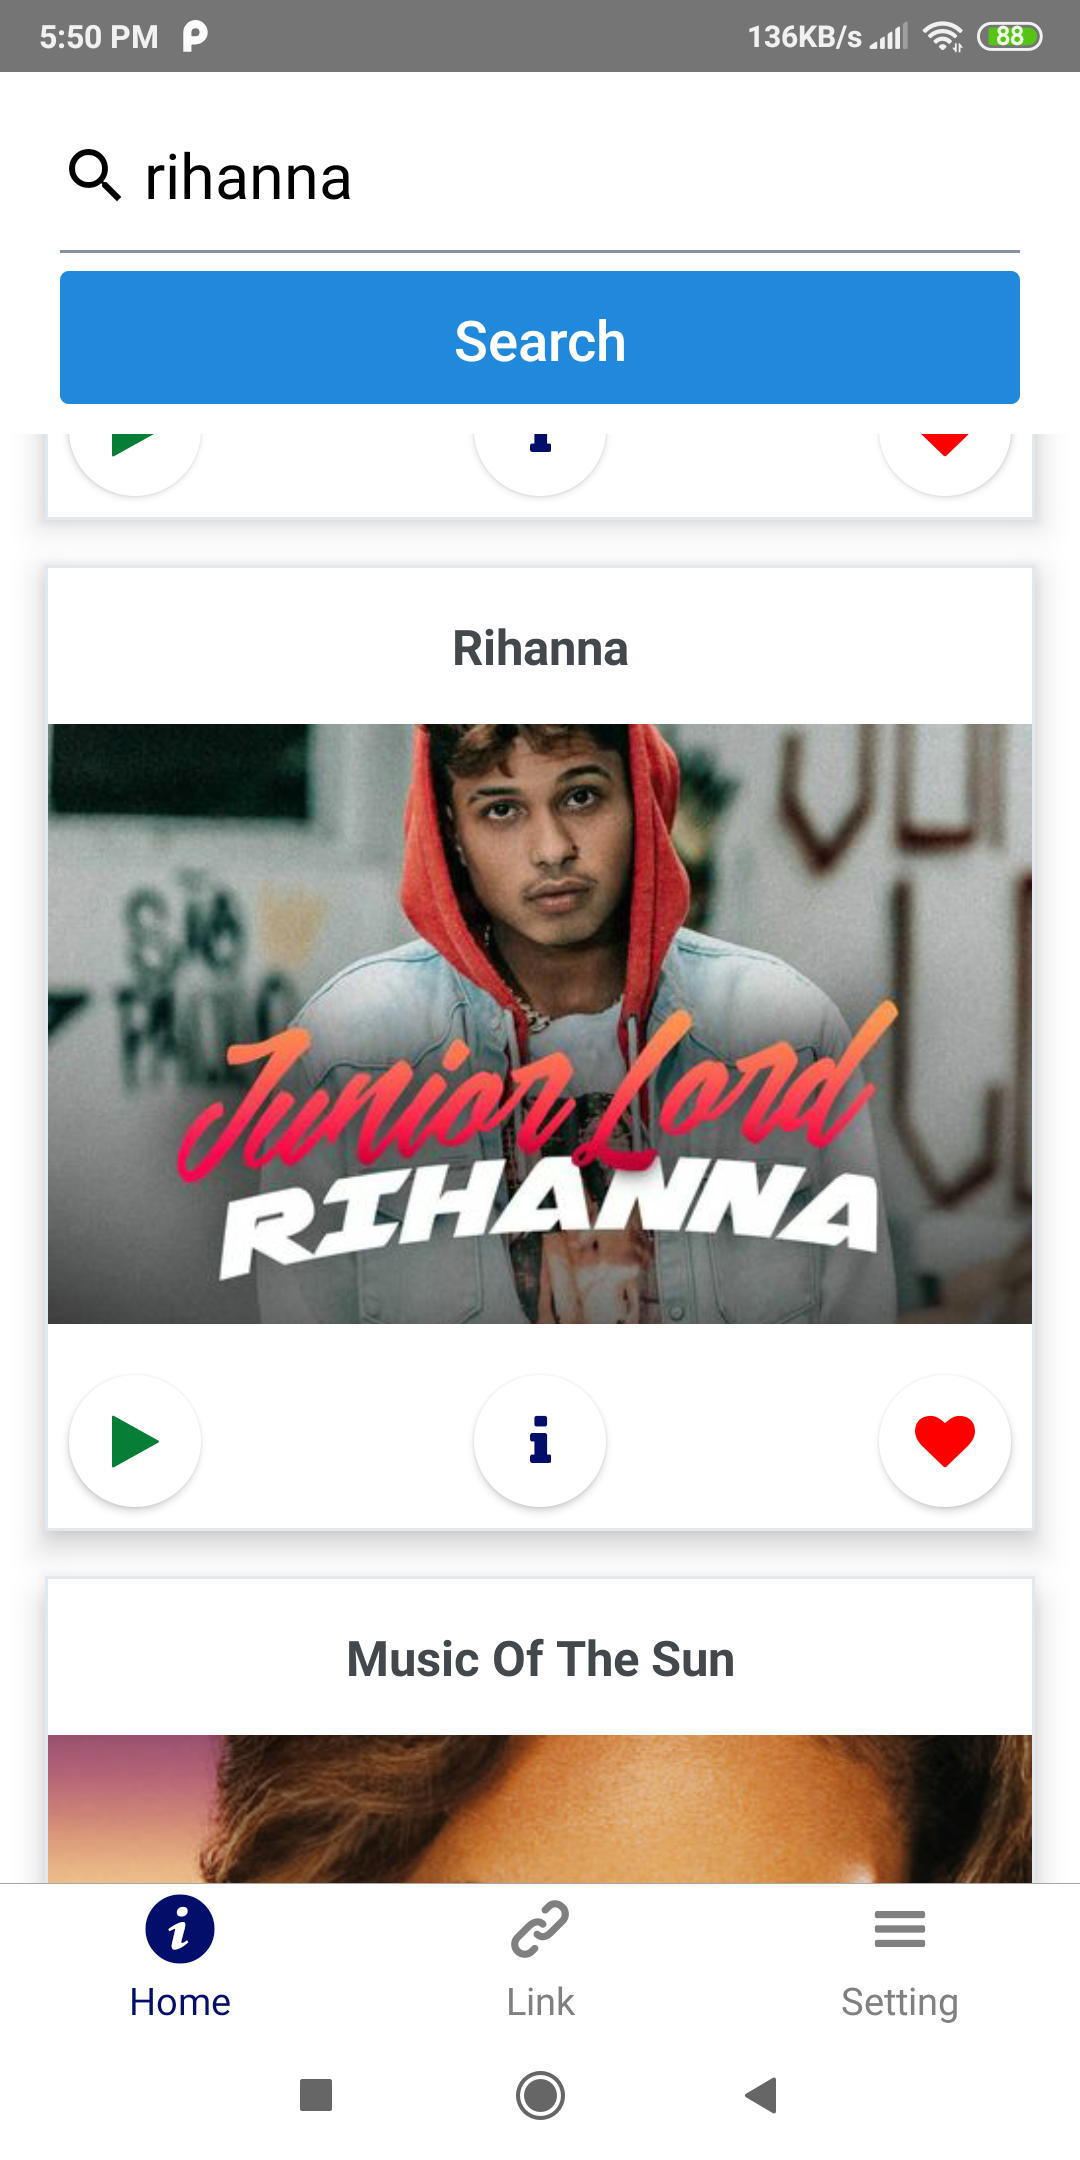 5:50 PM
136KB/s
88
rihanna
Search
Rihanna
Junior Lord
RIHANNA
Music Of The Sun
Home
Link
Setting